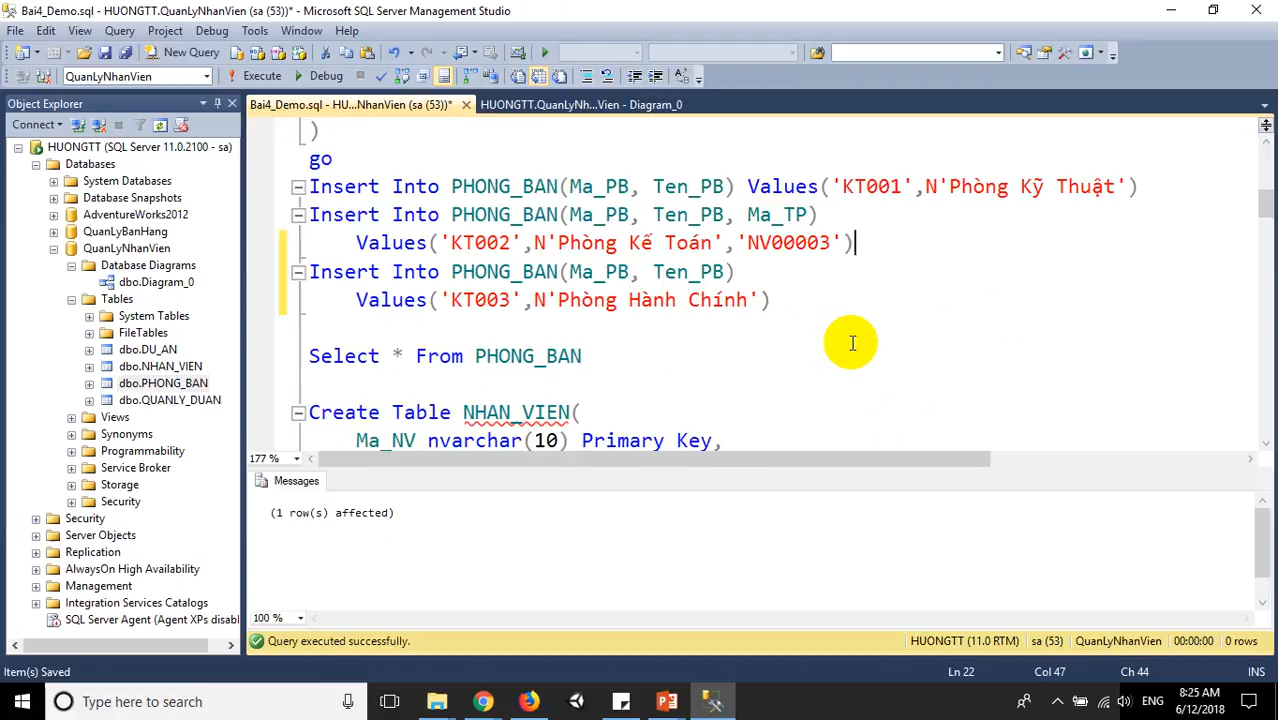 Bai4_Demo.sql - HUONGTT.QuanLyNhanVien (sa (53))* - Microsoft SQL Server Management Studio
File Edit View Query Project Debug Tools Window Help
New Query
QuanLyNhanVien Execute Debug
Object Explorer
Bai4_Demo.sql - HU...NhanVien (sa (53))* HUONGTT.QuanLyNh...Vien - Diagram_0
Connect
HUONGTT (SQL Server 11.0.2100 - sa)
Databases
System Databases
Database Snapshots
AdventureWorks2012
QuanLyBanHang
QuanLyNhanVien
Database Diagrams
dbo.Diagram_0
Tables
System Tables
FileTables
dbo.DU_AN
dbo.NHAN_VIEN
dbo.PHONG_BAN
dbo.QUANLY_DUAN
Views
Synonyms
Programmability
Service Broker
Storage
Security
Security
Server Objects
Replication
AlwaysOn High Availability
Management
Integration Services Catalogs
SQL Server Agent (Agent XPs disabl
)
go
Insert Into PHONG_BAN(Ma_PB, Ten_PB) Values('KT001',N'Phòng Kỹ Thuật')
Insert Into PHONG_BAN(Ma_PB, Ten_PB, Ma_TP)
Values('KT002',N'Phòng Kế Toán','NV00003')
Insert Into PHONG_BAN(Ma_PB, Ten_PB)
Values('KT003',N'Phòng Hành Chính')
Select * From PHONG_BAN
Create Table NHAN_VIEN(
Ma_NV nvarchar(10) Primary Key,
177 %
Messages
(1 row(s) affected)
100 %
Query executed successfully. HUONGTT (11.0 RTM) sa (53) QuanLyNhanVien 00:00:00 0 rows
Item(s) Saved Ln 22 Col 47 Ch 44 INS
Type here to search
ENG
8:25 AM
6/12/2018